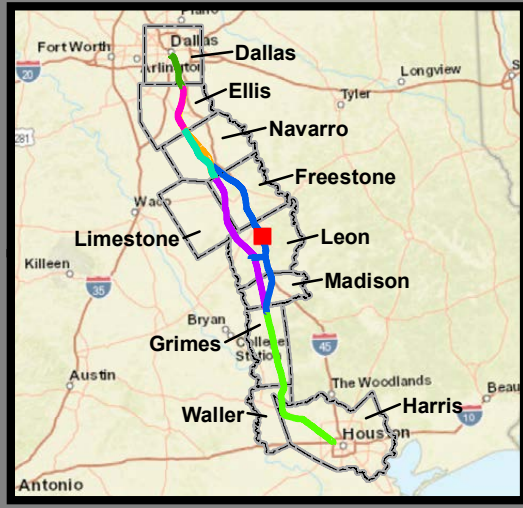 Plano
Fort Worth
Dallas
Dallas
Arlington
20
Longview
Ellis
Tyler
281
Navarro
Freestone
Waco
Limestone
Leon
Killeen
Madison
35
Bryan
Grimes
College
Station
45
Austin
The Woodlands
Waller
Harris
Beau
10
Houston
Antonio